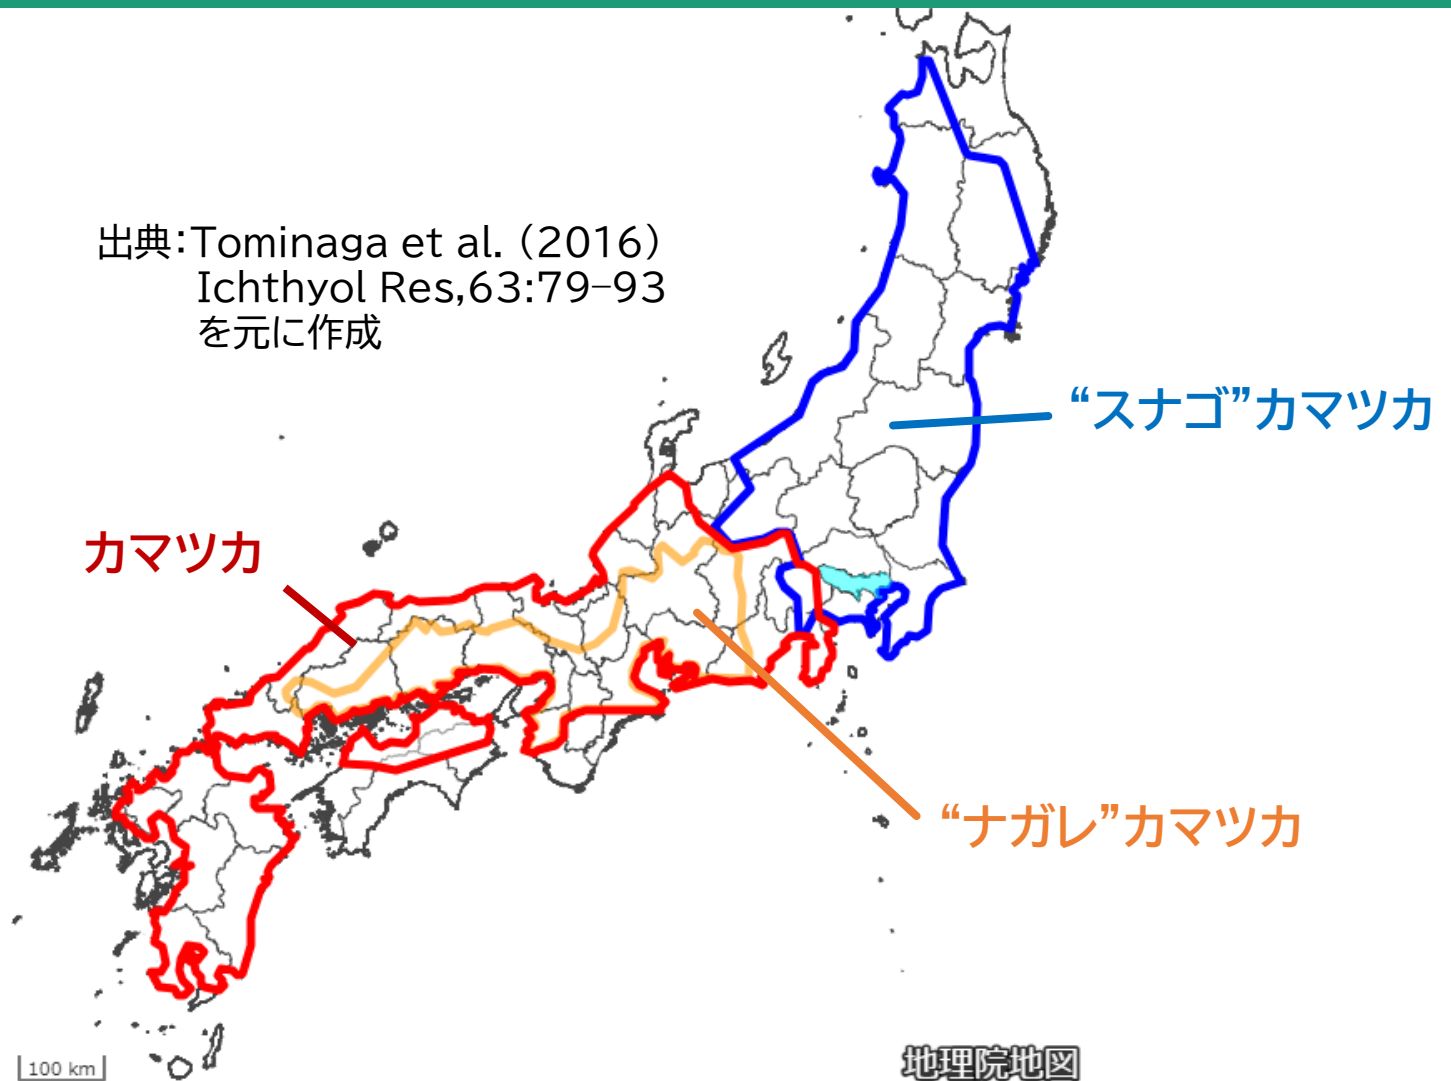 出典：Tominaga et al. (2016)
Ichthyol Res,63:79–93
を元に作成
“スナゴ”カマツカ
カマツカ
“ナガレ”カマツカ
100 km
地理院地図